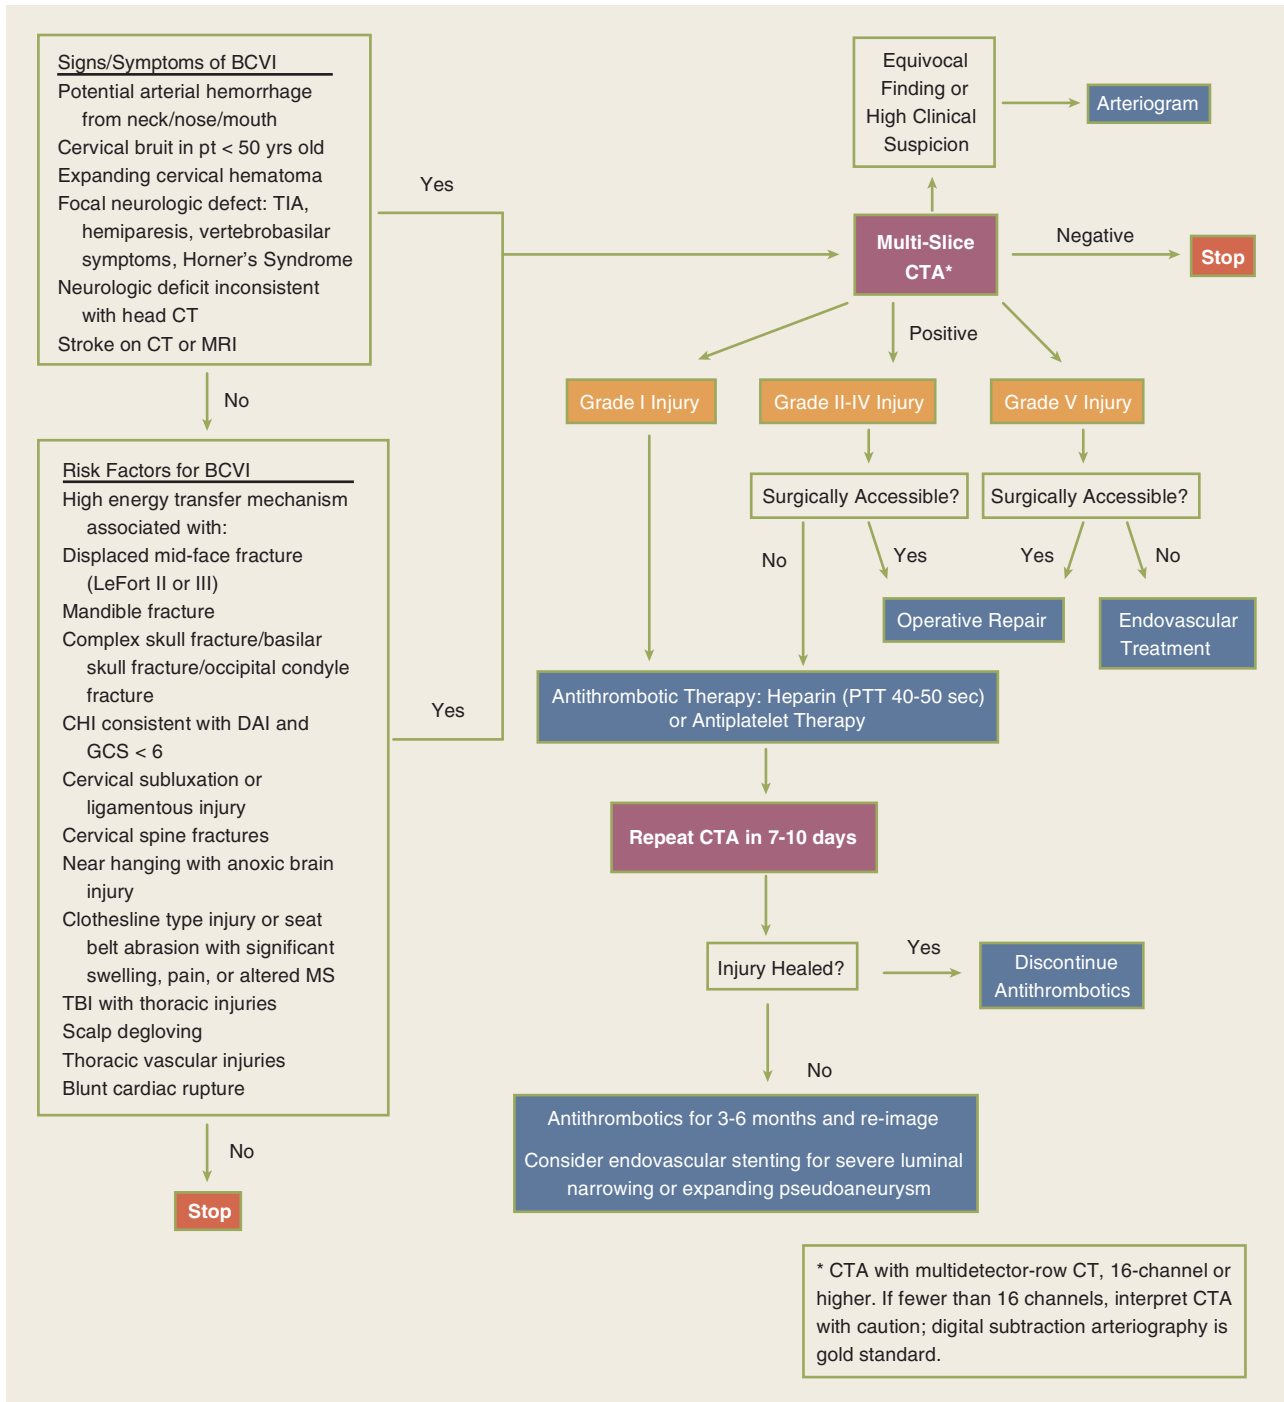 Signs/Symptoms of BCVI
Potential arterial hemorrhage
from neck/nose/mouth
Cervical bruit in pt < 50 yrs old
Expanding cervical hematoma
Focal neurologic defect: TIA,
hemiparesis, vertebrobasilar
symptoms, Horner's Syndrome
Neurologic deficit inconsistent
with head CT
Stroke on CT or MRI
Yes
No
Risk Factors for BCVI
High energy transfer mechanism
associated with:
Displaced mid-face fracture
(LeFort II or III)
Mandible fracture
Complex skull fracture/basilar
skull fracture/occipital condyle
fracture
CHI consistent with DAI and
GCS < 6
Cervical subluxation or
ligamentous injury
Cervical spine fractures
Near hanging with anoxic brain
injury
Clothesline type injury or seat
belt abrasion with significant
swelling, pain, or altered MS
TBI with thoracic injuries
Scalp degloving
Thoracic vascular injuries
Blunt cardiac rupture
Yes
No
Stop
Equivocal
Finding or
High Clinical
Suspicion
Arteriogram
Multi-Slice
CTA*
Negative
Stop
Positive
Grade I Injury
Grade II-IV Injury
Grade V Injury
Surgically Accessible?
Surgically Accessible?
No
Yes
Yes
No
Operative Repair
Endovascular
Treatment
Antithrombotic Therapy: Heparin (PTT 40-50 sec)
or Antiplatelet Therapy
Repeat CTA in 7-10 days
Injury Healed?
Yes
Discontinue
Antithrombotics
No
Antithrombotics for 3-6 months and re-image
Consider endovascular stenting for severe luminal
narrowing or expanding pseudoaneurysm
* CTA with multidetector-row CT, 16-channel or
higher. If fewer than 16 channels, interpret CTA
with caution; digital subtraction arteriography is
gold standard.